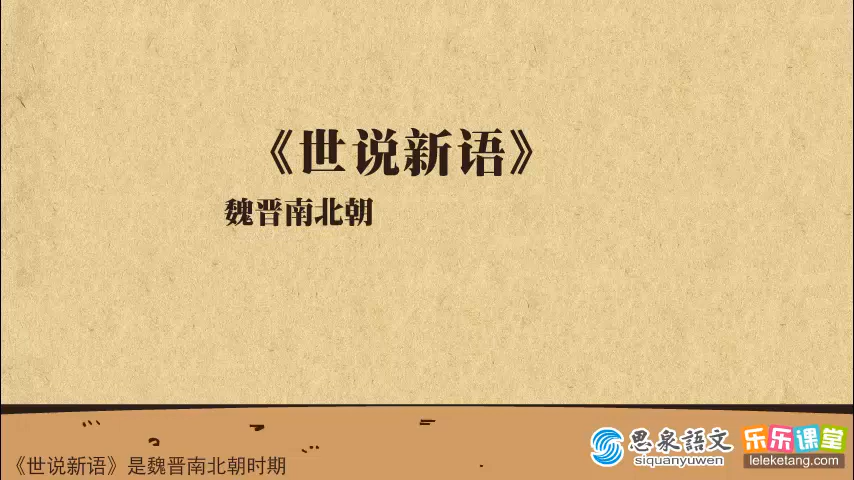 《世说新语》
魏晋南北朝
思泉語文
siquanyuwen
乐乐课堂
leleketang.com
《世说新语》是魏晋南北朝时期